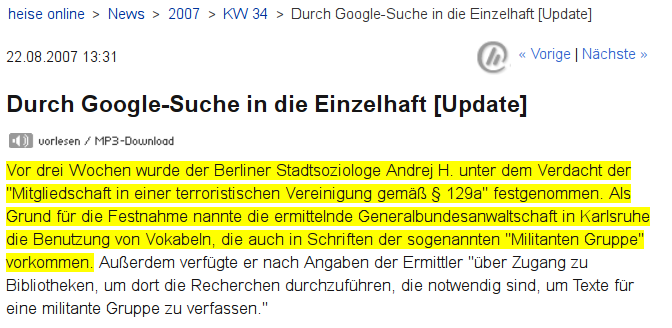 heise online > News > 2007 > KW 34 > Durch Google-Suche in die Einzelhaft [Update]
22.08.2007 13:31
« Vorige | Nächste »
Durch Google-Suche in die Einzelhaft [Update]
vorlesen / MP3-Download
Vor drei Wochen wurde der Berliner Stadtsoziologe Andrej H. unter dem Verdacht der
"Mitgliedschaft in einer terroristischen Vereinigung gemäß § 129a" festgenommen. Als
Grund für die Festnahme nannte die ermittelnde Generalbundesanwaltschaft in Karlsruhe
die Benutzung von Vokabeln, die auch in Schriften der sogenannten "Militanten Gruppe"
vorkommen. Außerdem verfügte er nach Angaben der Ermittler "über Zugang zu
Bibliotheken, um dort die Recherchen durchzuführen, die notwendig sind, um Texte für
eine militante Gruppe zu verfassen."